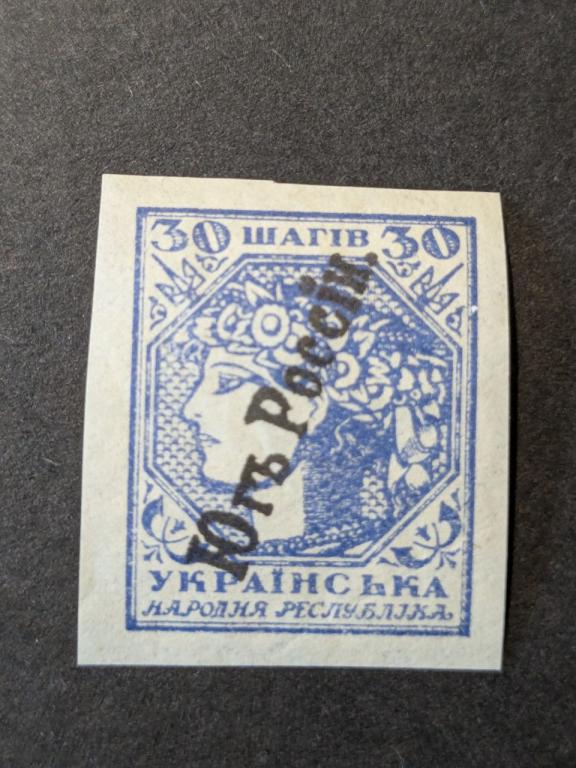 30 ШАГІВ 30
Югъ Россіи.
УКРАЇНСЬКА
НАРОДНЯ РЕСПУБЛІКА